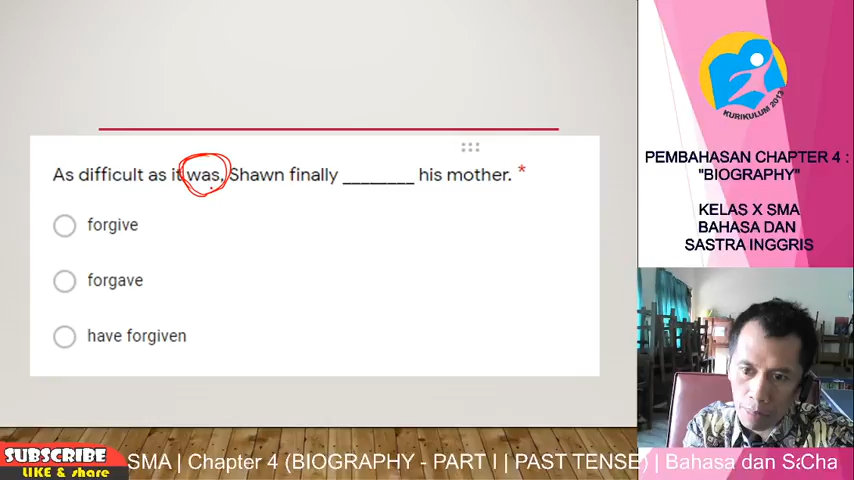 As difficult as it was, Shawn finally ________ his mother. *
forgive
forgave
have forgiven
KURIKULUM 2013
PEMBAHASAN CHAPTER 4 :
"BIOGRAPHY"
KELAS X SMA
BAHASA DAN
SASTRA INGGRIS
SUBSCRIBE
LIKE & share
SMA | Chapter 4 (BIOGRAPHY - PART I | PAST TENSE) | Bahasa dan